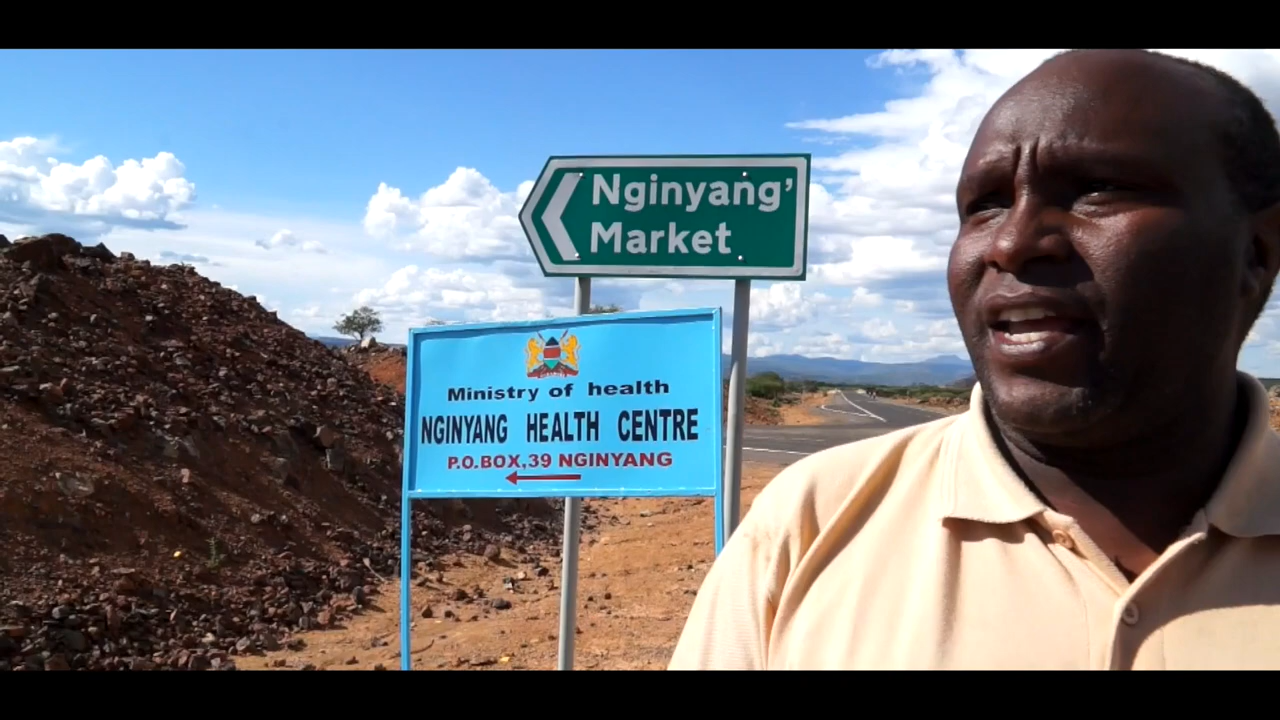 Nginyang'
Market
Ministry of health
NGINYANG HEALTH CENTRE
P.O.BOX,39 NGINYANG